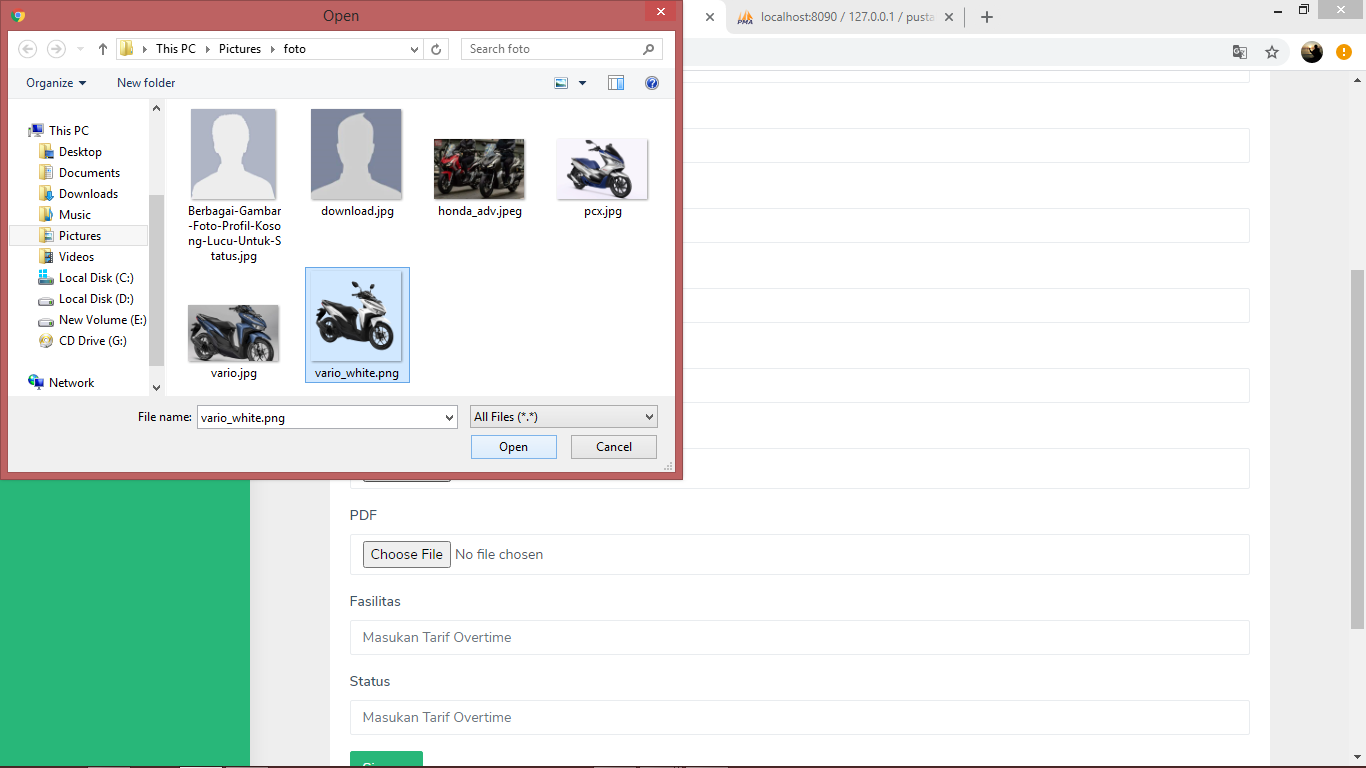 Open
localhost:8090 / 127.0.0.1 / pusta
This PC
Pictures
foto
Search foto
Organize
New folder
This PC
Desktop
Documents
Downloads
Music
Pictures
Videos
Local Disk (C:)
Local Disk (D:)
New Volume (E:)
CD Drive (G:)
Network
Berbagai-Gambar
-Foto-Profil-Koso
ng-Lucu-Untuk-S
tatus.jpg
download.jpg
honda_adv.jpeg
pcx.jpg
vario.jpg
vario_white.png
File name:
vario_white.png
All Files (*.*)
Open
Cancel
PDF
Choose File No file chosen
Fasilitas
Masukan Tarif Overtime
Status
Masukan Tarif Overtime